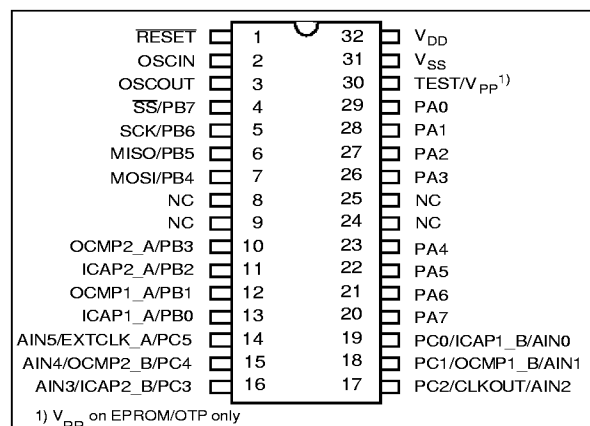 RESET 1 32 VDD
OSCIN 2 31 VSS
OSCOUT 3 30 TEST/VPP1)
SS/PB7 4 29 PA0
SCK/PB6 5 28 PA1
MISO/PB5 6 27 PA2
MOSI/PB4 7 26 PA3
NC 8 25 NC
NC 9 24 NC
OCMP2_A/PB3 10 23 PA4
ICAP2_A/PB2 11 22 PA5
OCMP1_A/PB1 12 21 PA6
ICAP1_A/PB0 13 20 PA7
AIN5/EXTCLK_A/PC5 14 19 PC0/ICAP1_B/AIN0
AIN4/OCMP2_B/PC4 15 18 PC1/OCMP1_B/AIN1
AIN3/ICAP2_B/PC3 16 17 PC2/CLKOUT/AIN2
1) VPP on EPROM/OTP only